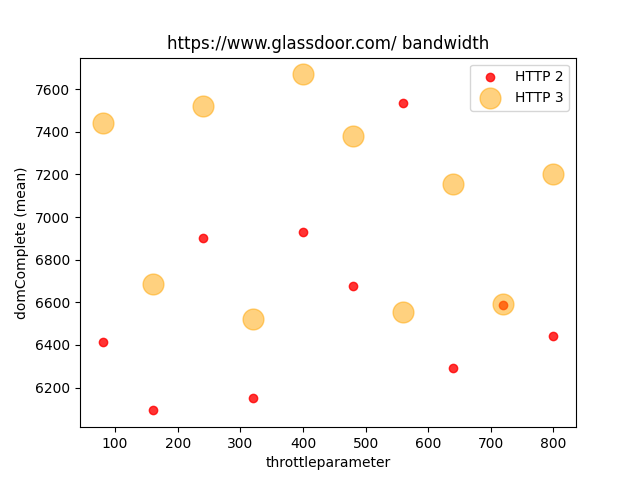 https://www.glassdoor.com/ bandwidth
HTTP 2
HTTP 3
domComplete (mean)
7600
7400
7200
7000
6800
6600
6400
6200
100 200 300 400 500 600 700 800
throttleparameter